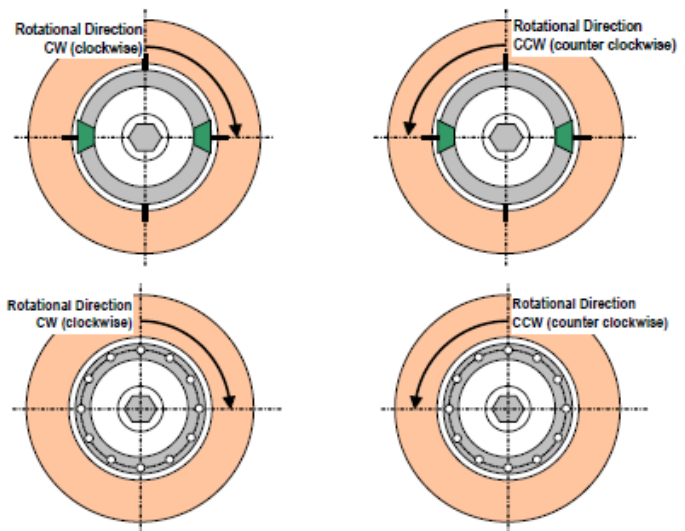 Rotational Direction
CW (clockwise)
Rotational Direction
CCW (counter clockwise)
Rotational Direction
CW (clockwise)
Rotational Direction
CCW (counter clockwise)